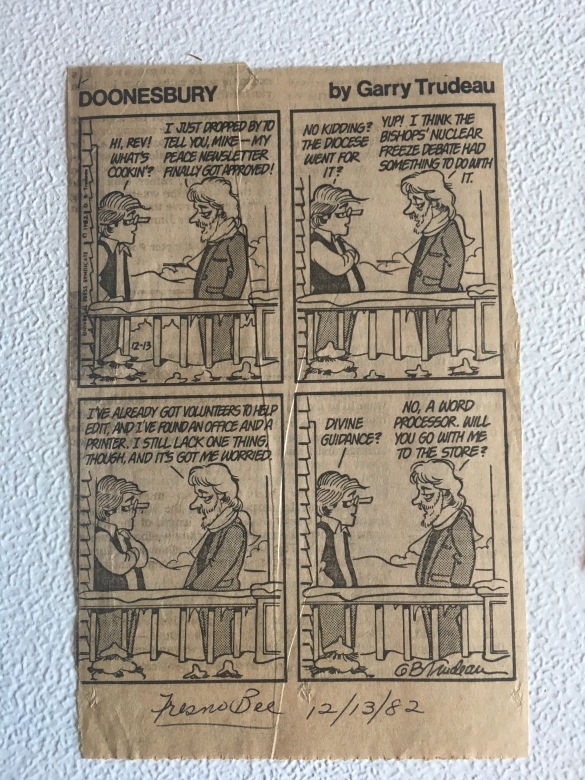 DOONESBURY
by Garry Trudeau
HI, REV!
WHAT'S
COOKIN'?
I JUST DROPPED BY TO
TELL YOU, MIKE—MY
PEACE NEWSLETTER
FINALLY GOT APPROVED!
12-13
NO KIDDING?
THE DIOCESE
WENT FOR
IT?
YUP! I THINK THE
BISHOPS' NUCLEAR
FREEZE DEBATE HAD
SOMETHING TO DO WITH
IT.
I'VE ALREADY GOT VOLUNTEERS TO HELP
EDIT, AND I'VE FOUND AN OFFICE AND A
PRINTER. I STILL LACK ONE THING,
THOUGH, AND IT'S GOT ME WORRIED.
DIVINE
GUIDANCE?
NO, A WORD
PROCESSOR. WILL
YOU GO WITH ME
TO THE STORE?
GBTrudeau
Fresno Bee 12/13/82